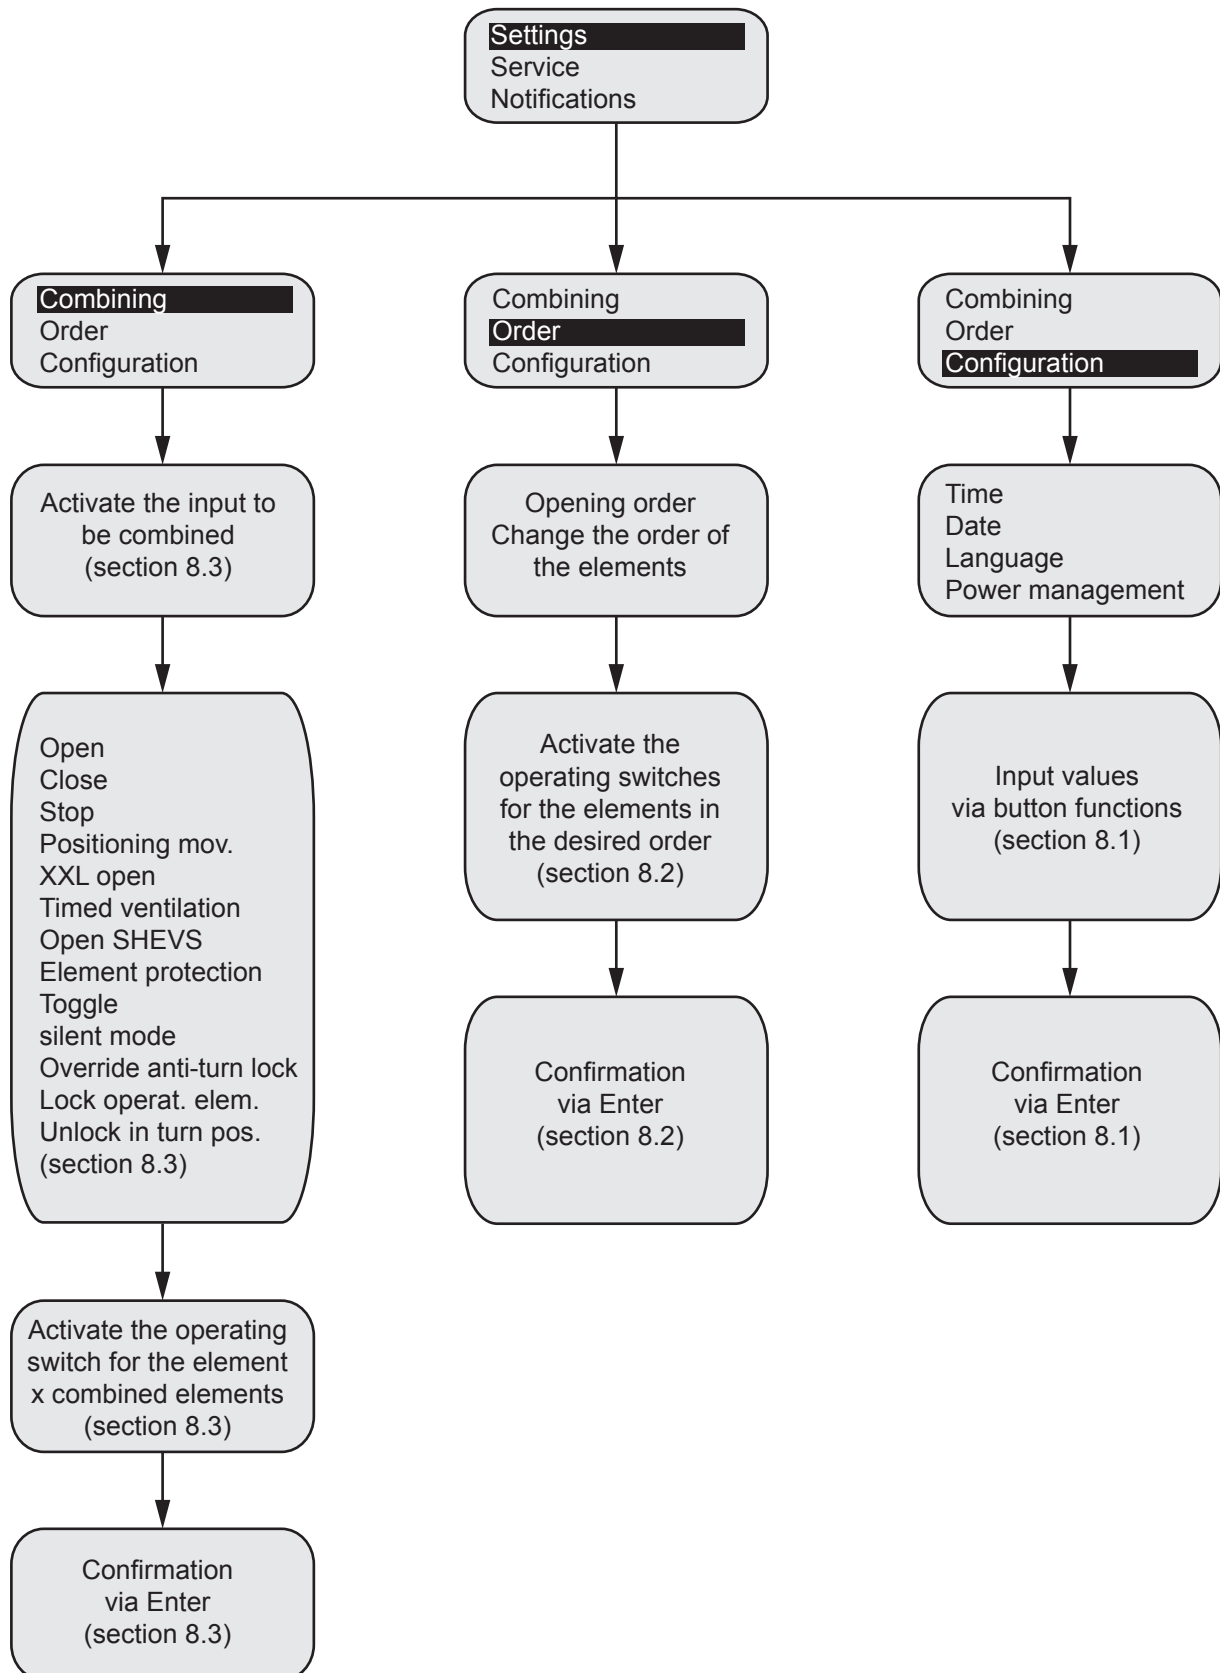 Settings
Service
Notifications
Combining
Order
Configuration
Combining
Order
Configuration
Combining
Order
Configuration
Activate the input to
be combined
(section 8.3)
Opening order
Change the order of
the elements
Time
Date
Language
Power management
Open
Close
Stop
Positioning mov.
XXL open
Timed ventilation
Open SHEVS
Element protection
Toggle
silent mode
Override anti-turn lock
Lock operat. elem.
Unlock in turn pos.
(section 8.3)
Activate the
operating switches
for the elements in
the desired order
(section 8.2)
Input values
via button functions
(section 8.1)
Confirmation
via Enter
(section 8.2)
Confirmation
via Enter
(section 8.1)
Activate the operating
switch for the element
x combined elements
(section 8.3)
Confirmation
via Enter
(section 8.3)